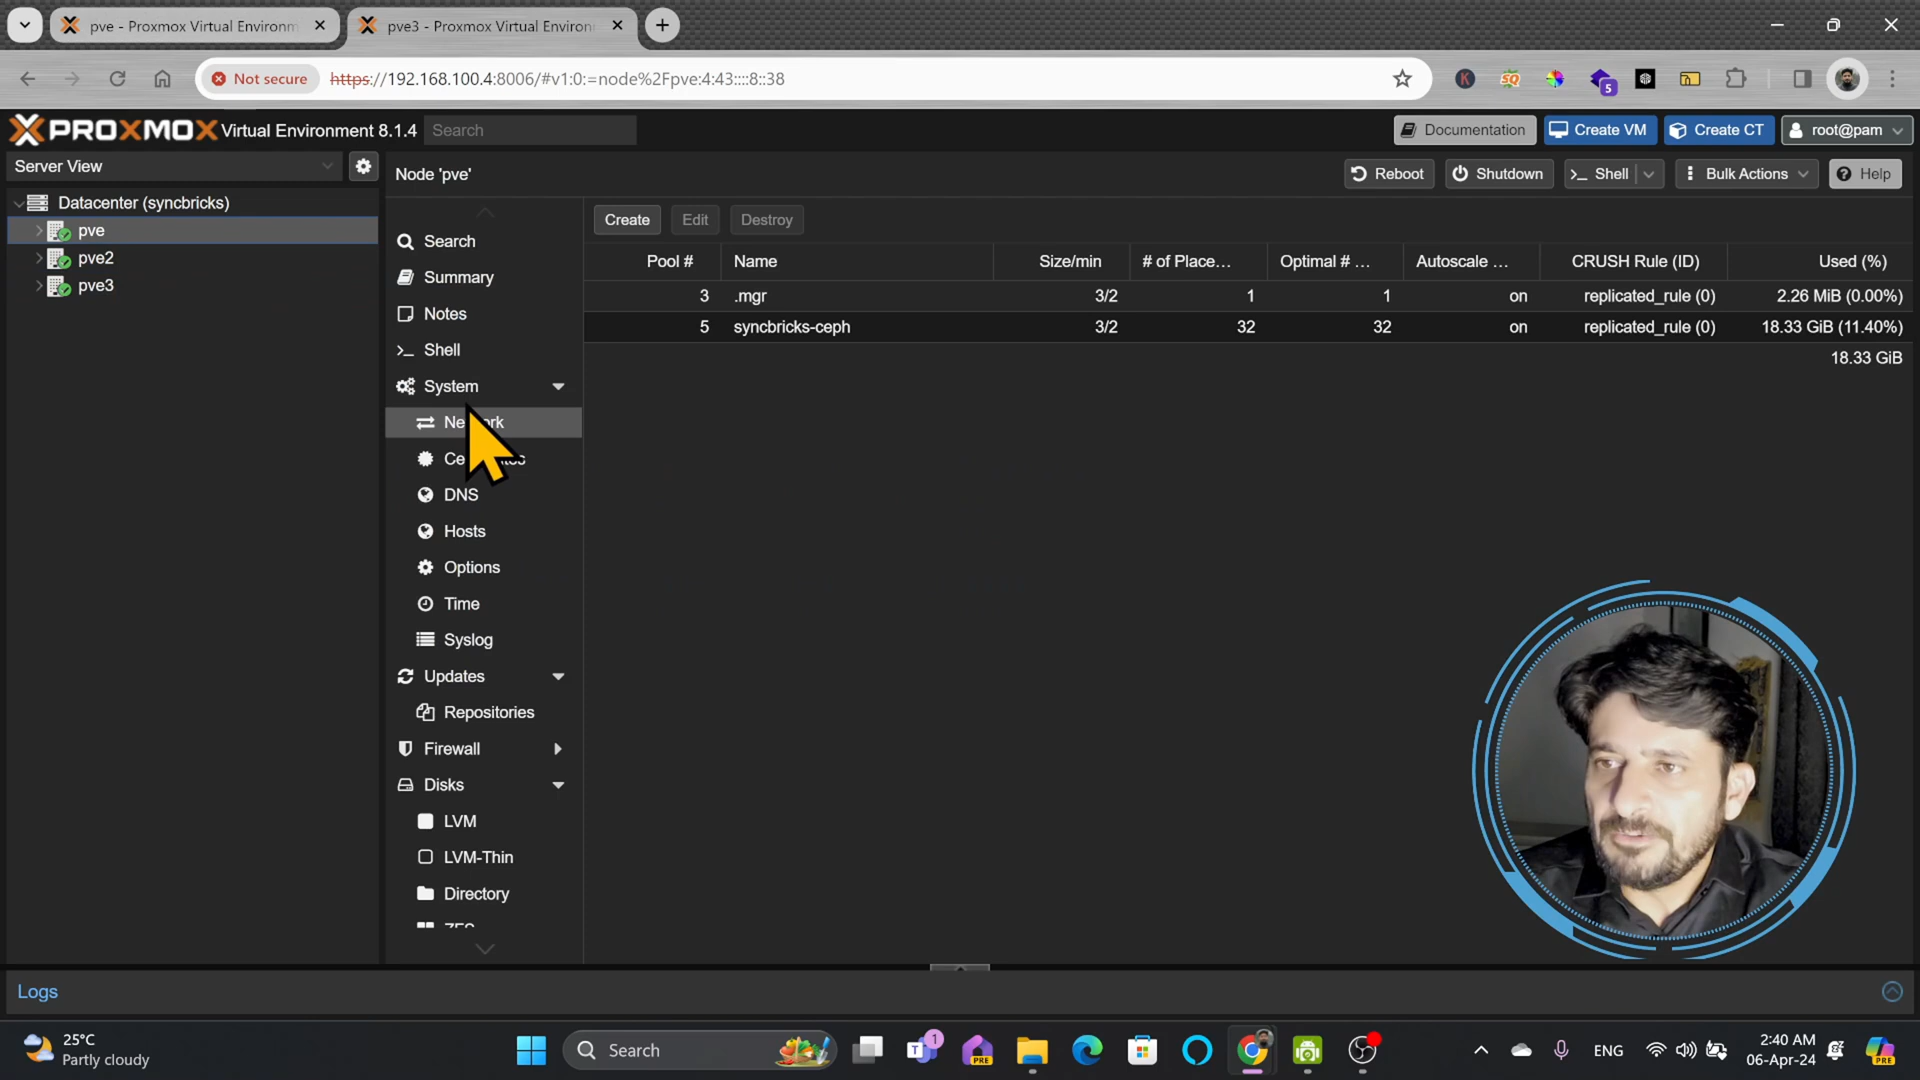 pve - Proxmox Virtual Environm
pve3 - Proxmox Virtual Environ
Not secure
https://192.168.100.4:8006/#v1:0:=node%2Fpve:4:43::::8::38
5
PROXMOX Virtual Environment 8.1.4
Search
Documentation
Create VM
Create CT
root@pam
Server View
Node 'pve'
Reboot
Shutdown
Shell
Bulk Actions
Help
Datacenter (syncbricks)
pve
pve2
pve3
Search
Summary
Notes
Shell
System
DNS
Hosts
Options
Time
Syslog
Updates
Repositories
Firewall
Disks
LVM
LVM-Thin
Directory
Create Edit Destroy
Pool # Name Size/min # of Place... Optimal # ... Autoscale ... CRUSH Rule (ID) Used (%)
3 .mgr 3/2 1 1 on replicated_rule (0) 2.26 MiB (0.00%)
5 syncbricks-ceph 3/2 32 32 on replicated_rule (0) 18.33 GiB (11.40%)
18.33 GiB
Logs
25°C
Partly cloudy
Search
1
PRE
ENG
2:40 AM
06-Apr-24
PRE